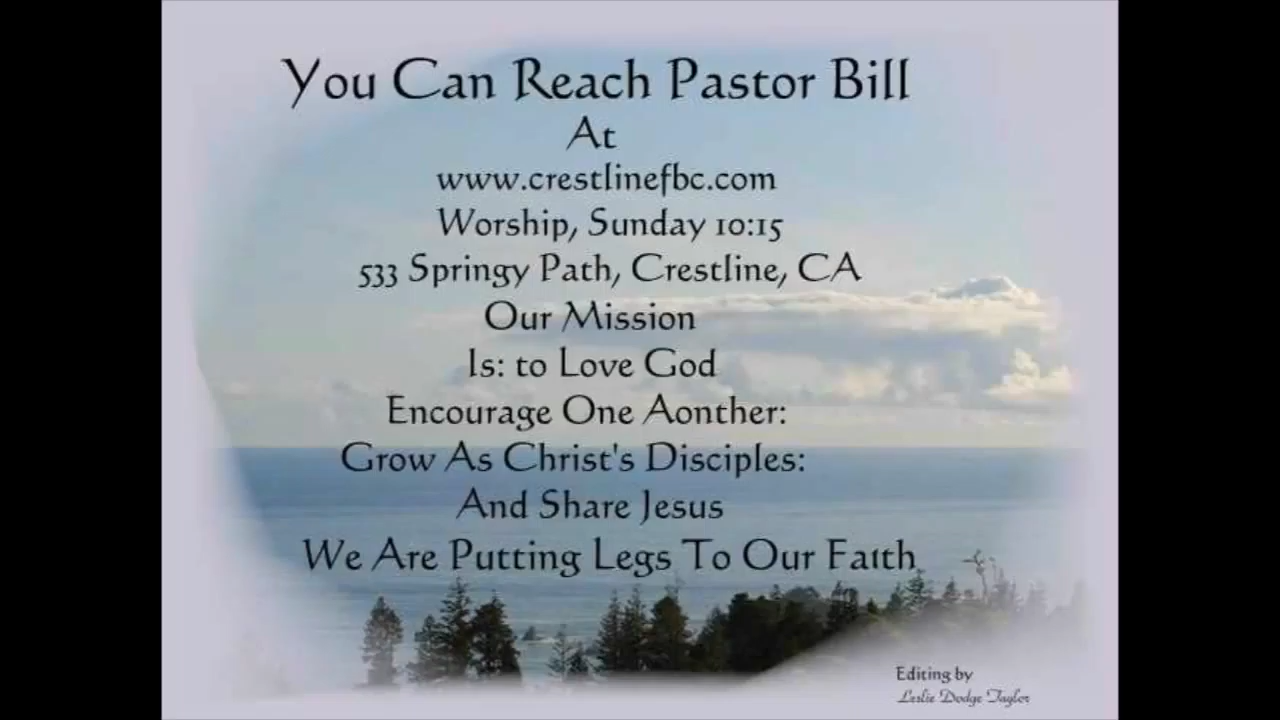 You Can Reach Pastor Bill
At
www.crestlinefbc.com
Worship, Sunday 10:15
533 Springy Path, Crestline, CA
Our Mission
Is: to Love God
Encourage One Aonther:
Grow As Christ's Disciples:
And Share Jesus
We Are Putting Legs To Our Faith
Editing by
Leslie Dodge Taylor